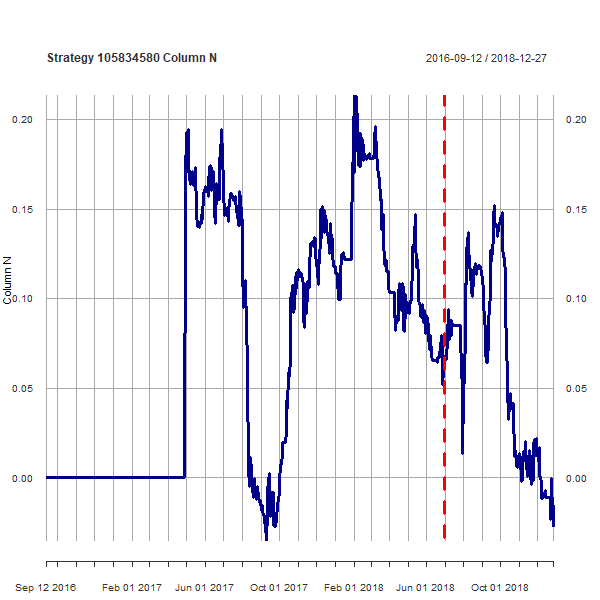 Strategy 105834580 Column N
2016-09-12 / 2018-12-27
0.20
0.20
0.15
0.15
Column N
0.10
0.10
0.05
0.05
0.00
0.00
Sep 12 2016
Feb 01 2017
Jun 01 2017
Oct 01 2017
Feb 01 2018
Jun 01 2018
Oct 01 2018